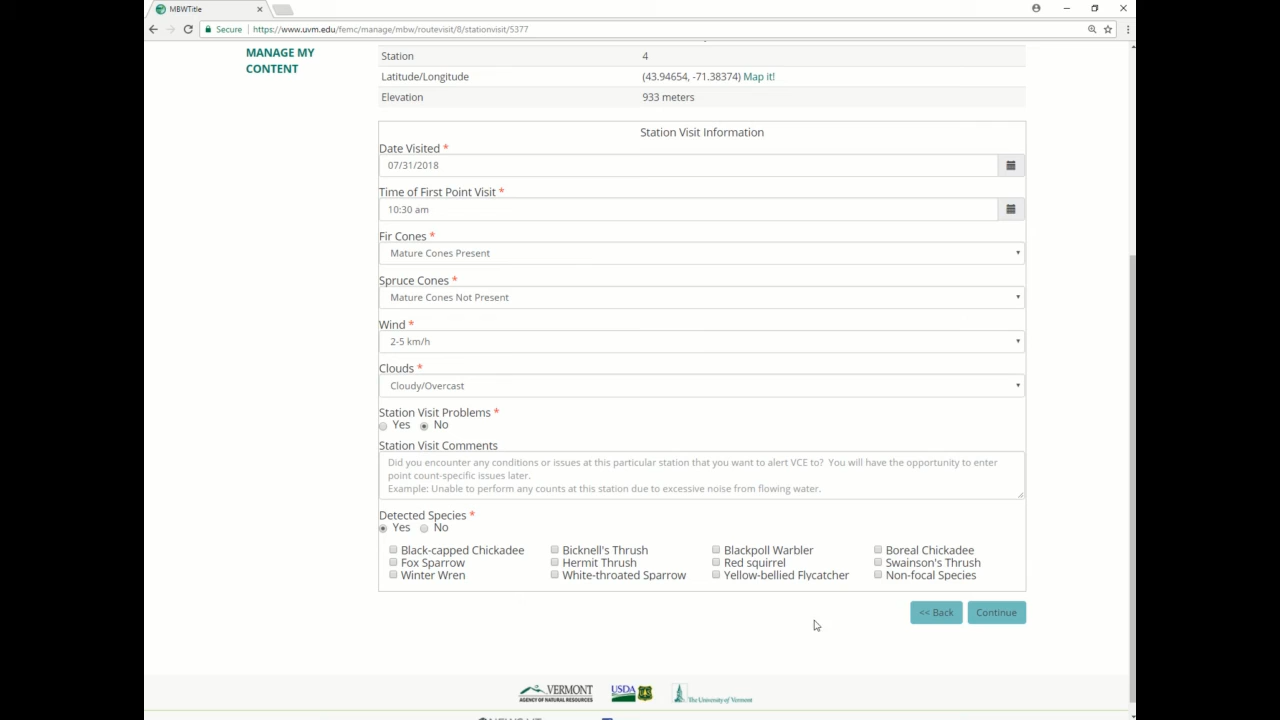 MBWTitle
Secure
https://www.uvm.edu/femc/manage/mbw/routevisit/8/stationvisit/5377
MANAGE MY
CONTENT
Station 4
Latitude/Longitude (43.94654, -71.38374) Map it!
Elevation 933 meters
Station Visit Information
Date Visited *
07/31/2018
Time of First Point Visit *
10:30 am
Fir Cones *
Mature Cones Present
Spruce Cones *
Mature Cones Not Present
Wind *
2-5 km/h
Clouds *
Cloudy/Overcast
Station Visit Problems *
Yes No
Station Visit Comments
Did you encounter any conditions or issues at this particular station that you want to alert VCE to? You will have the opportunity to enter
point count-specific issues later.
Example: Unable to perform any counts at this station due to excessive noise from flowing water.
Detected Species *
Yes No
Black-capped Chickadee Bicknell's Thrush Blackpoll Warbler Boreal Chickadee
Fox Sparrow Hermit Thrush Red squirrel Swainson's Thrush
Winter Wren White-throated Sparrow Yellow-bellied Flycatcher Non-focal Species
<< Back Continue
VERMONT
AGENCY OF NATURAL RESOURCES
USDA
The University of Vermont